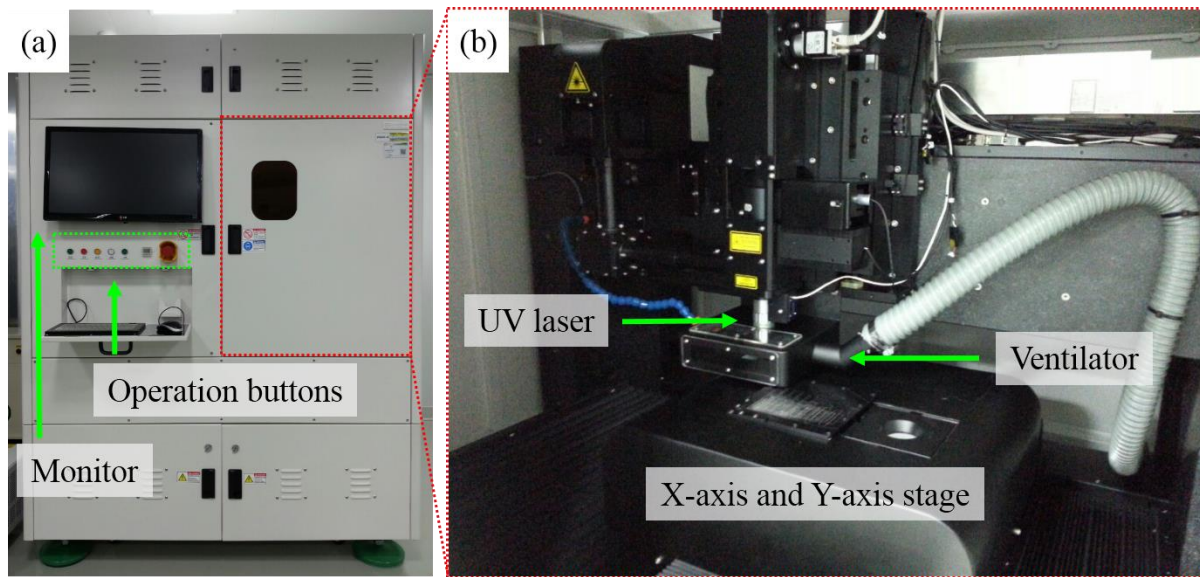 (a)
Operation buttons
Monitor
(b)
UV laser
Ventilator
X-axis and Y-axis stage